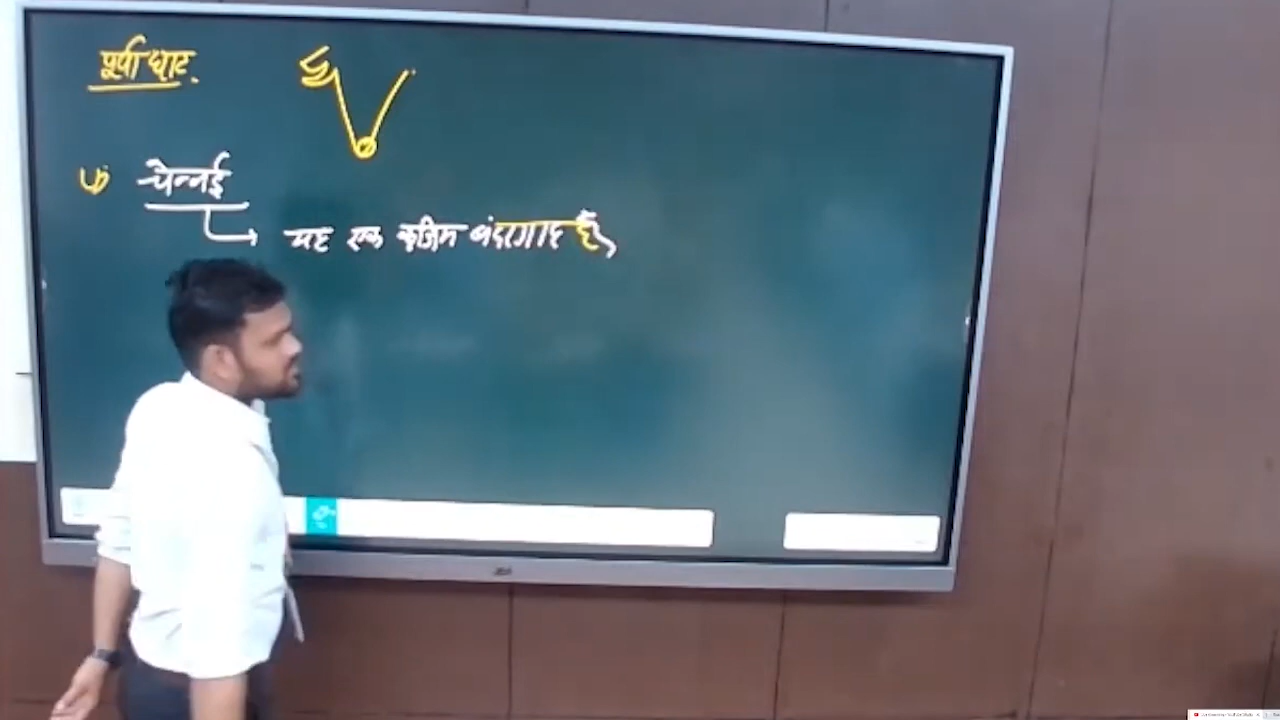 पूर्वी घाट
चेन्नई
यह एक कृत्रिम बंदरगाह है